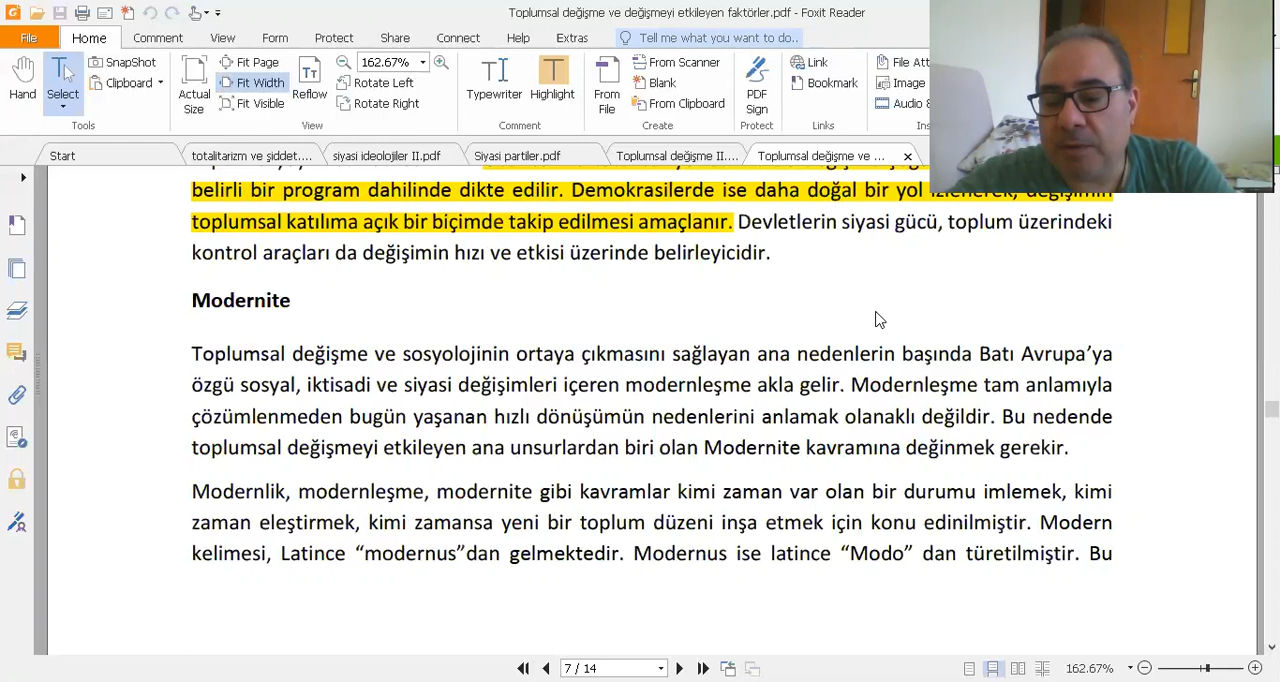 Toplumsal değişme ve değişmeyi etkileyen faktörler.pdf - Foxit Reader
File Home Comment View Form Protect Share Connect Help Extras Tell me what you want to do..
SnapShot Fit Page 162.67% From Scanner Link File Att
Clipboard Fit Width Rotate Left Blank Bookmark Image
Hand Select Actual Size Fit Visible Reflow Rotate Right Typewriter Highlight From File From Clipboard PDF Sign Audio &
Tools View Comment Create Protect Links Ins
Start totalitarizm ve şiddet.... siyasi ideolojiler II.pdf Siyasi partiler.pdf Toplumsal değişme II.... Toplumsal değişme ve ...
belirli bir program dahilinde dikte edilir. Demokrasilerde ise daha doğal bir yol izlenerek, değişimin
toplumsal katılıma açık bir biçimde takip edilmesi amaçlanır. Devletlerin siyasi gücü, toplum üzerindeki
kontrol araçları da değişimin hızı ve etkisi üzerinde belirleyicidir.
Modernite
Toplumsal değişme ve sosyolojinin ortaya çıkmasını sağlayan ana nedenlerin başında Batı Avrupa’ya
özgü sosyal, iktisadi ve siyasi değişimleri içeren modernleşme akla gelir. Modernleşme tam anlamıyla
çözümlenmeden bugün yaşanan hızlı dönüşümün nedenlerini anlamak olanaklı değildir. Bu nedende
toplumsal değişmeyi etkileyen ana unsurlardan biri olan Modernite kavramına değinmek gerekir.
Modernlik, modernleşme, modernite gibi kavramlar kimi zaman var olan bir durumu imlemek, kimi
zaman eleştirmek, kimi zamansa yeni bir toplum düzeni inşa etmek için konu edinilmiştir. Modern
kelimesi, Latince “modernus”dan gelmektedir. Modernus ise latince “Modo” dan türetilmiştir. Bu
7 / 14 162.67%